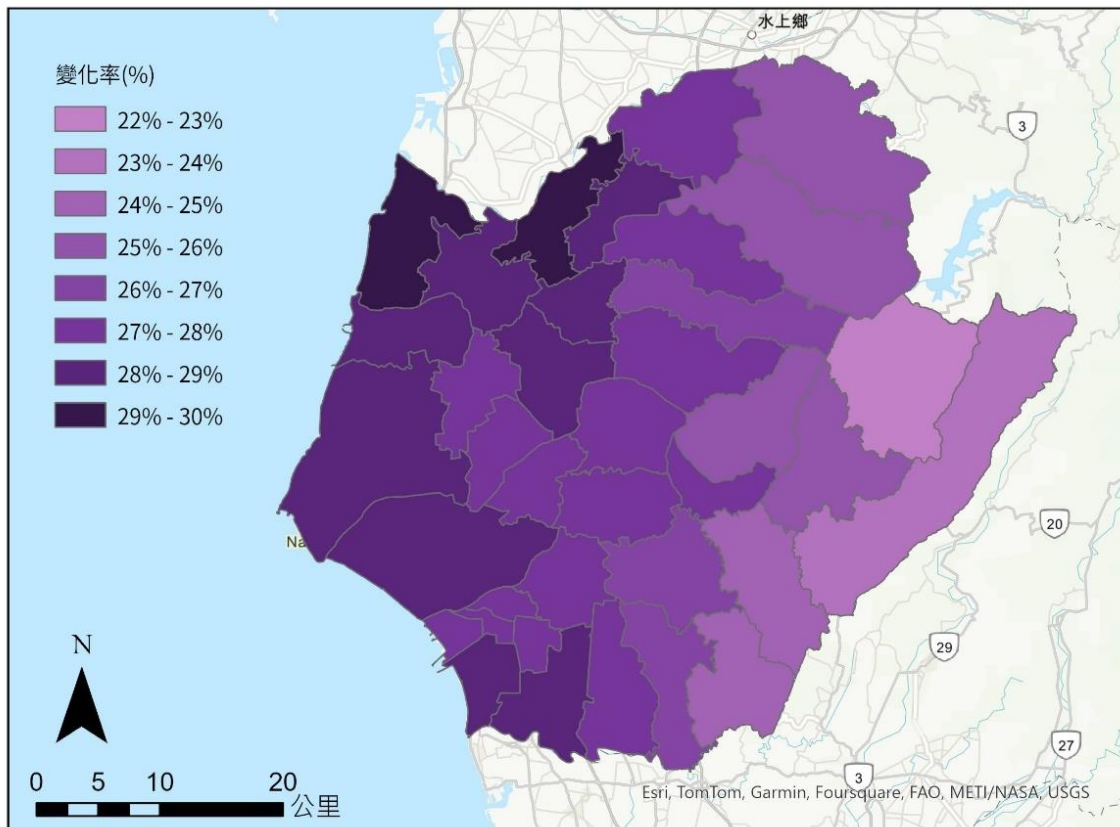 水上鄉
變化率(%)
22% - 23%
23% - 24%
24% - 25%
25% - 26%
26% - 27%
27% - 28%
28% - 29%
29% - 30%
3
20
Na
29
N
27
3
0 5 10 20
公里
Esri, TomTom, Garmin, Foursquare, FAO, METI/NASA, USGS